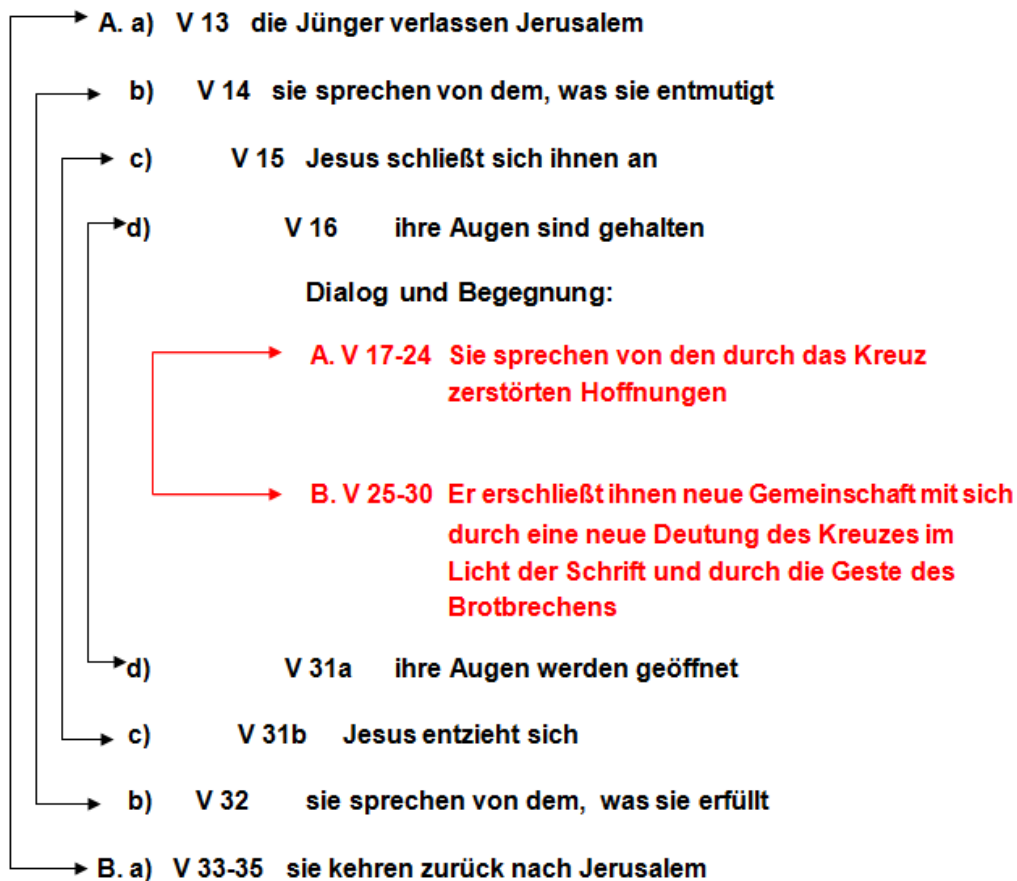 A. a) V 13 die Jünger verlassen Jerusalem
b) V 14 sie sprechen von dem, was sie entmutigt
c) V 15 Jesus schließt sich ihnen an
d) V 16 ihre Augen sind gehalten
Dialog und Begegnung:
A. V 17-24 Sie sprechen von den durch das Kreuz
zerstörten Hoffnungen
B. V 25-30 Er erschließt ihnen neue Gemeinschaft mit sich
durch eine neue Deutung des Kreuzes im
Licht der Schrift und durch die Geste des
Brotbrechens
d) V 31a ihre Augen werden geöffnet
c) V 31b Jesus entzieht sich
b) V 32 sie sprechen von dem, was sie erfüllt
B. a) V 33-35 sie kehren zurück nach Jerusalem